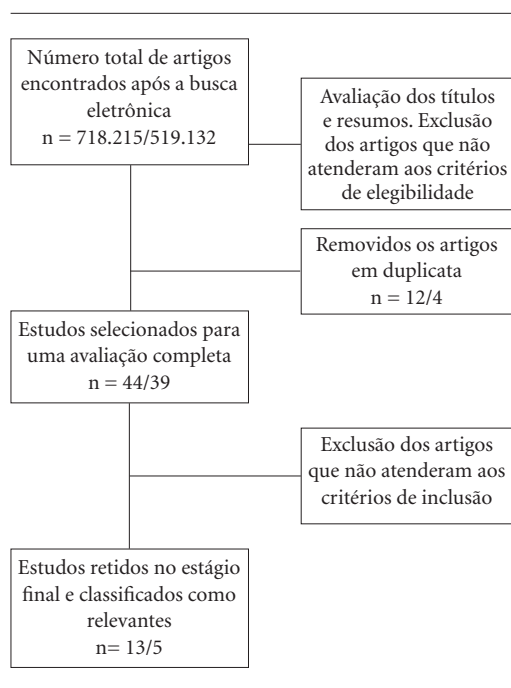 Número total de artigos
encontrados após a busca
eletrônica
n = 718.215/519.132
Avaliação dos títulos
e resumos. Exclusão
dos artigos que não
atenderam aos critérios
de elegibilidade
Removidos os artigos
em duplicata
n = 12/4
Estudos selecionados para
uma avaliação completa
n = 44/39
Exclusão dos artigos
que não atenderam aos
critérios de inclusão
Estudos retidos no estágio
final e classificados como
relevantes
n= 13/5